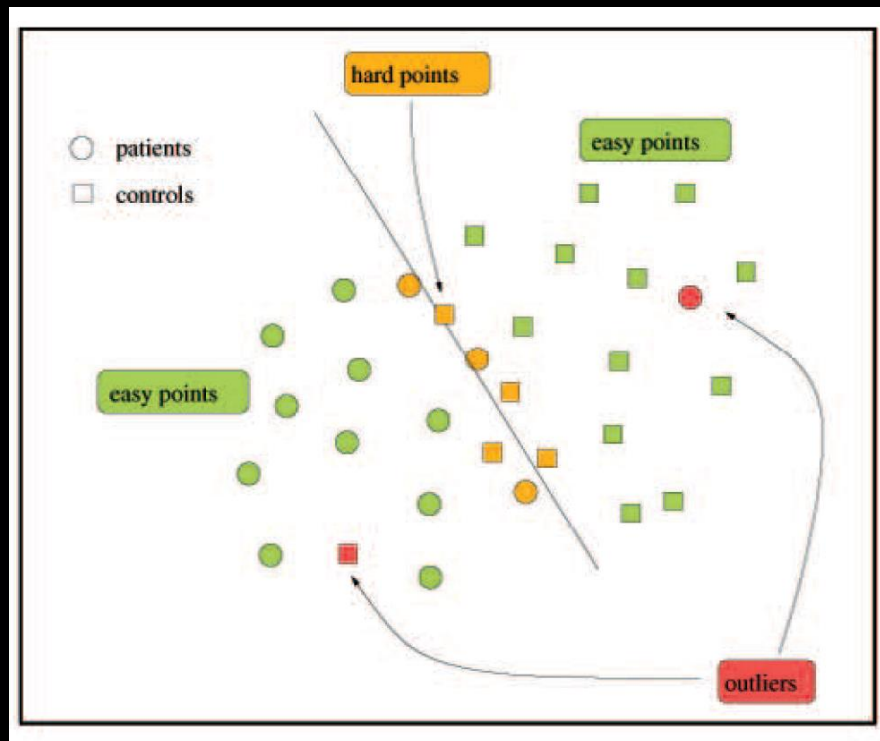 hard points
easy points
patients
controls
easy points
outliers